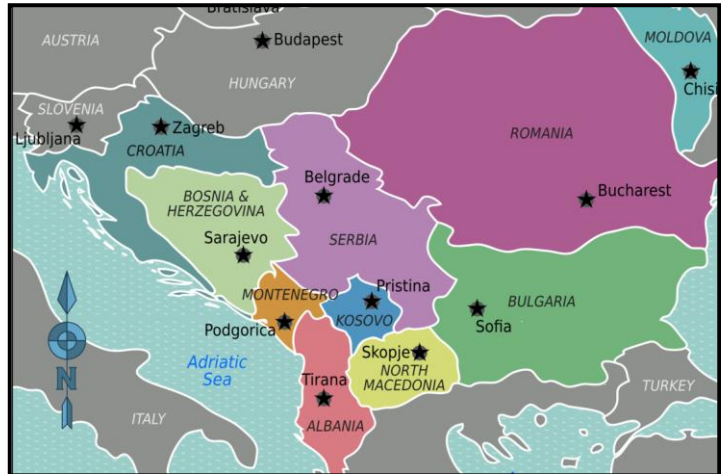 Bratislava
AUSTRIA
Budapest
MOLDOVA
HUNGARY
Chisi
SLOVENIA
Ljubljana
Zagreb
CROATIA
ROMANIA
Belgrade
BOSNIA &
HERZEGOVINA
Bucharest
Sarajevo
SERBIA
MONTENEGRO
Pristina
BULGARIA
KOSOVO
Podgorica
Sofia
Skopje
NORTH
MACEDONIA
Adriatic
Sea
N
Tirana
TURKEY
ITALY
ALBANIA